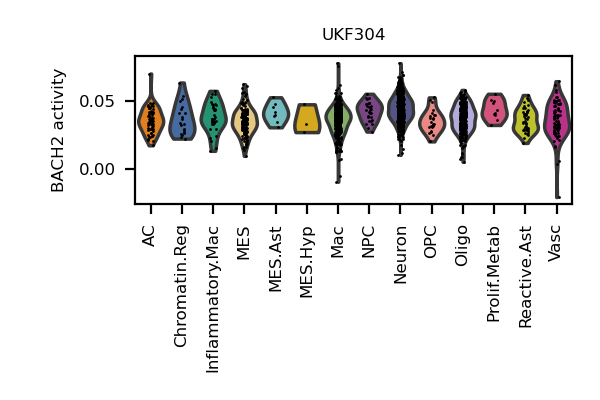 UKF304
BACH2 activity
0.05
0.00
AC
Chromatin.Reg
Inflammatory.Mac
MES
MES.Ast
MES.Hyp
Mac
NPC
Neuron
OPC
Oligo
Prolif.Metab
Reactive.Ast
Vasc